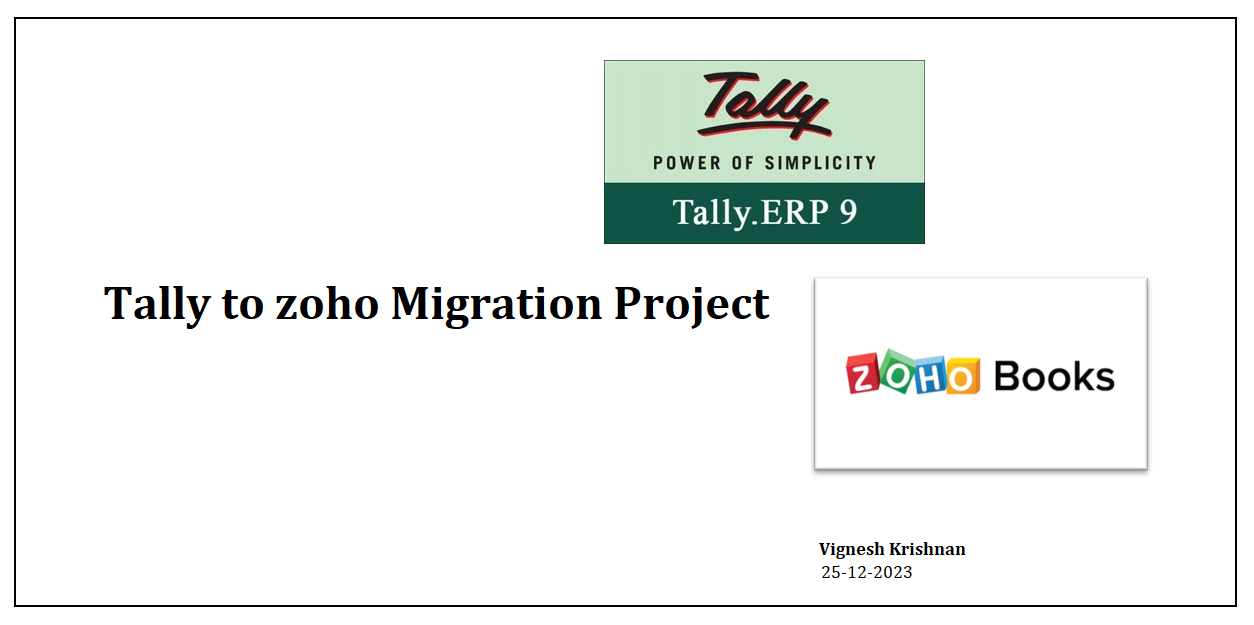 Tally
POWER OF SIMPLICITY
Tally.ERP 9
Tally to zoho Migration Project
ZOHO Books
Vignesh Krishnan
25-12-2023